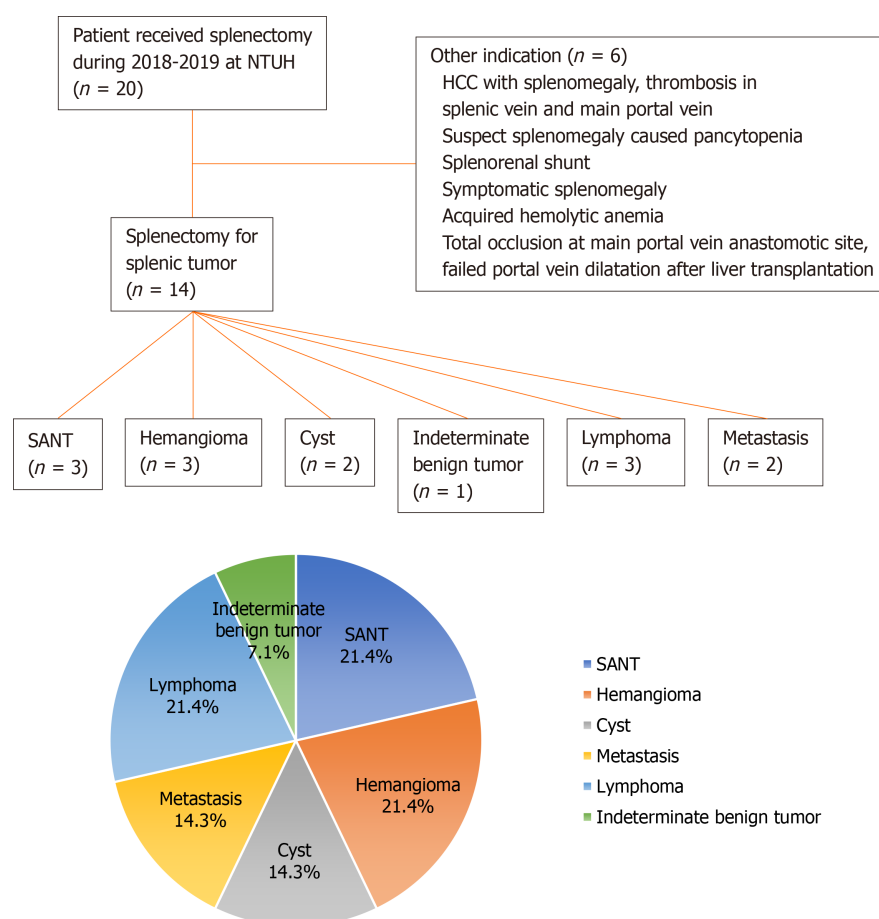 Patient received splenectomy
during 2018-2019 at NTUH
(n = 20)
Other indication (n = 6)
HCC with splenomegaly, thrombosis in
splenic vein and main portal vein
Suspect splenomegaly caused pancytopenia
Splenorenal shunt
Symptomatic splenomegaly
Acquired hemolytic anemia
Total occlusion at main portal vein anastomotic site,
failed portal vein dilatation after liver transplantation
Splenectomy for
splenic tumor
(n = 14)
SANT
(n = 3)
Hemangioma
(n = 3)
Cyst
(n = 2)
Indeterminate
benign tumor
(n = 1)
Lymphoma
(n = 3)
Metastasis
(n = 2)
Indeterminate
benign tumor
7.1%
SANT
21.4%
Lymphoma
21.4%
Hemangioma
21.4%
Metastasis
14.3%
Cyst
14.3%
SANT
Hemangioma
Cyst
Metastasis
Lymphoma
Indeterminate benign tumor